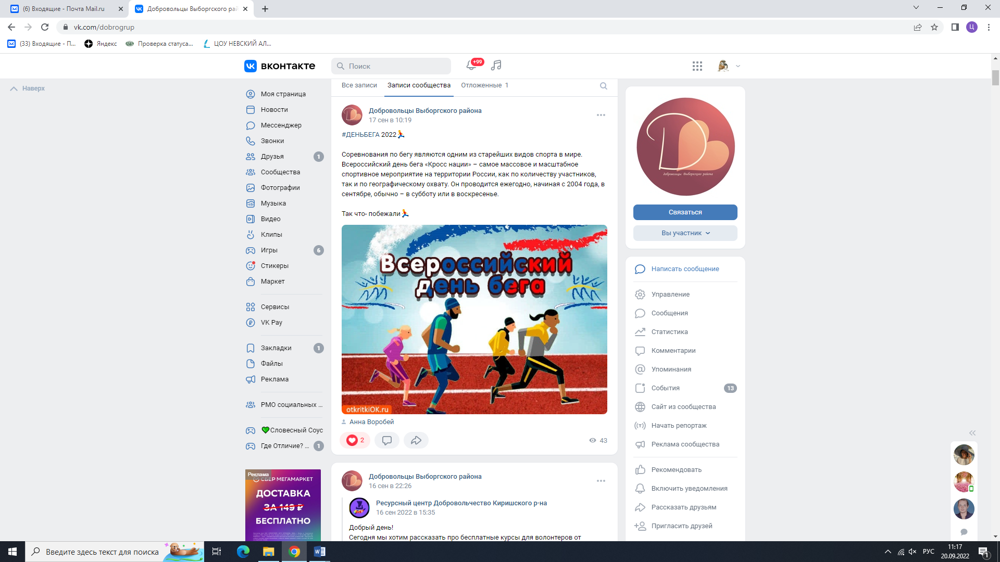 (6) Входящие - Почта Mail.ru
Добровольцы Выборгского рай
vk.com/dobrogrup
Ц
(33) Входящие - П...
Яндекс
Проверка статуса...
ЦОУ НЕВСКИЙ АЛ...
вконтакте
Поиск
+99
Наверх
Моя страница
Новости
Мессенджер
Звонки
Друзья 1
Сообщества
Фотографии
Музыка
Видео
Клипы
Игры 6
Стикеры
Маркет
Сервисы
VK Pay
Закладки 1
Файлы
Реклама
РМО социальных ...
💚Словесный Соус
Где Отличие? ... 1
Реклама
СБЕР МЕГАМАРКЕТ
ДОСТАВКА
ЗА 149 ₽
БЕСПЛАТНО
Все записи Записи сообщества Отложенные 1
Добровольцы Выборгского района
17 сен в 10:19
#ДЕНЬБЕГА 2022🏃
Соревнования по бегу являются одним из старейших видов спорта в мире.
Всероссийский день бега «Кросс нации» – самое массовое и масштабное
спортивное мероприятие на территории России, как по количеству участников,
так и по географическому охвату. Он проводится ежегодно, начиная с 2004 года, в
сентябре, обычно – в субботу или в воскресенье.
Так что- побежали🏃
Всероссийский
день бега
otkritkiOK.ru
Анна Воробей
2
43
Добровольцы Выборгского района
16 сен в 22:26
Ресурсный центр Добровольчество Киришского р-на
16 сен 2022 в 15:35
Добрый день!
Сегодня мы хотим рассказать про бесплатные курсы для волонтеров от
добровольцы Выборгского района
Связаться
Вы участник
Написать сообщение
Управление
Сообщения
Статистика
Комментарии
Упоминания
События 13
Сайт из сообщества
Начать репортаж
Реклама сообщества
Рекомендовать
Включить уведомления
Рассказать друзьям
Пригласить друзей
Введите здесь текст для поиска
РУС
11:17
20.09.2022
1